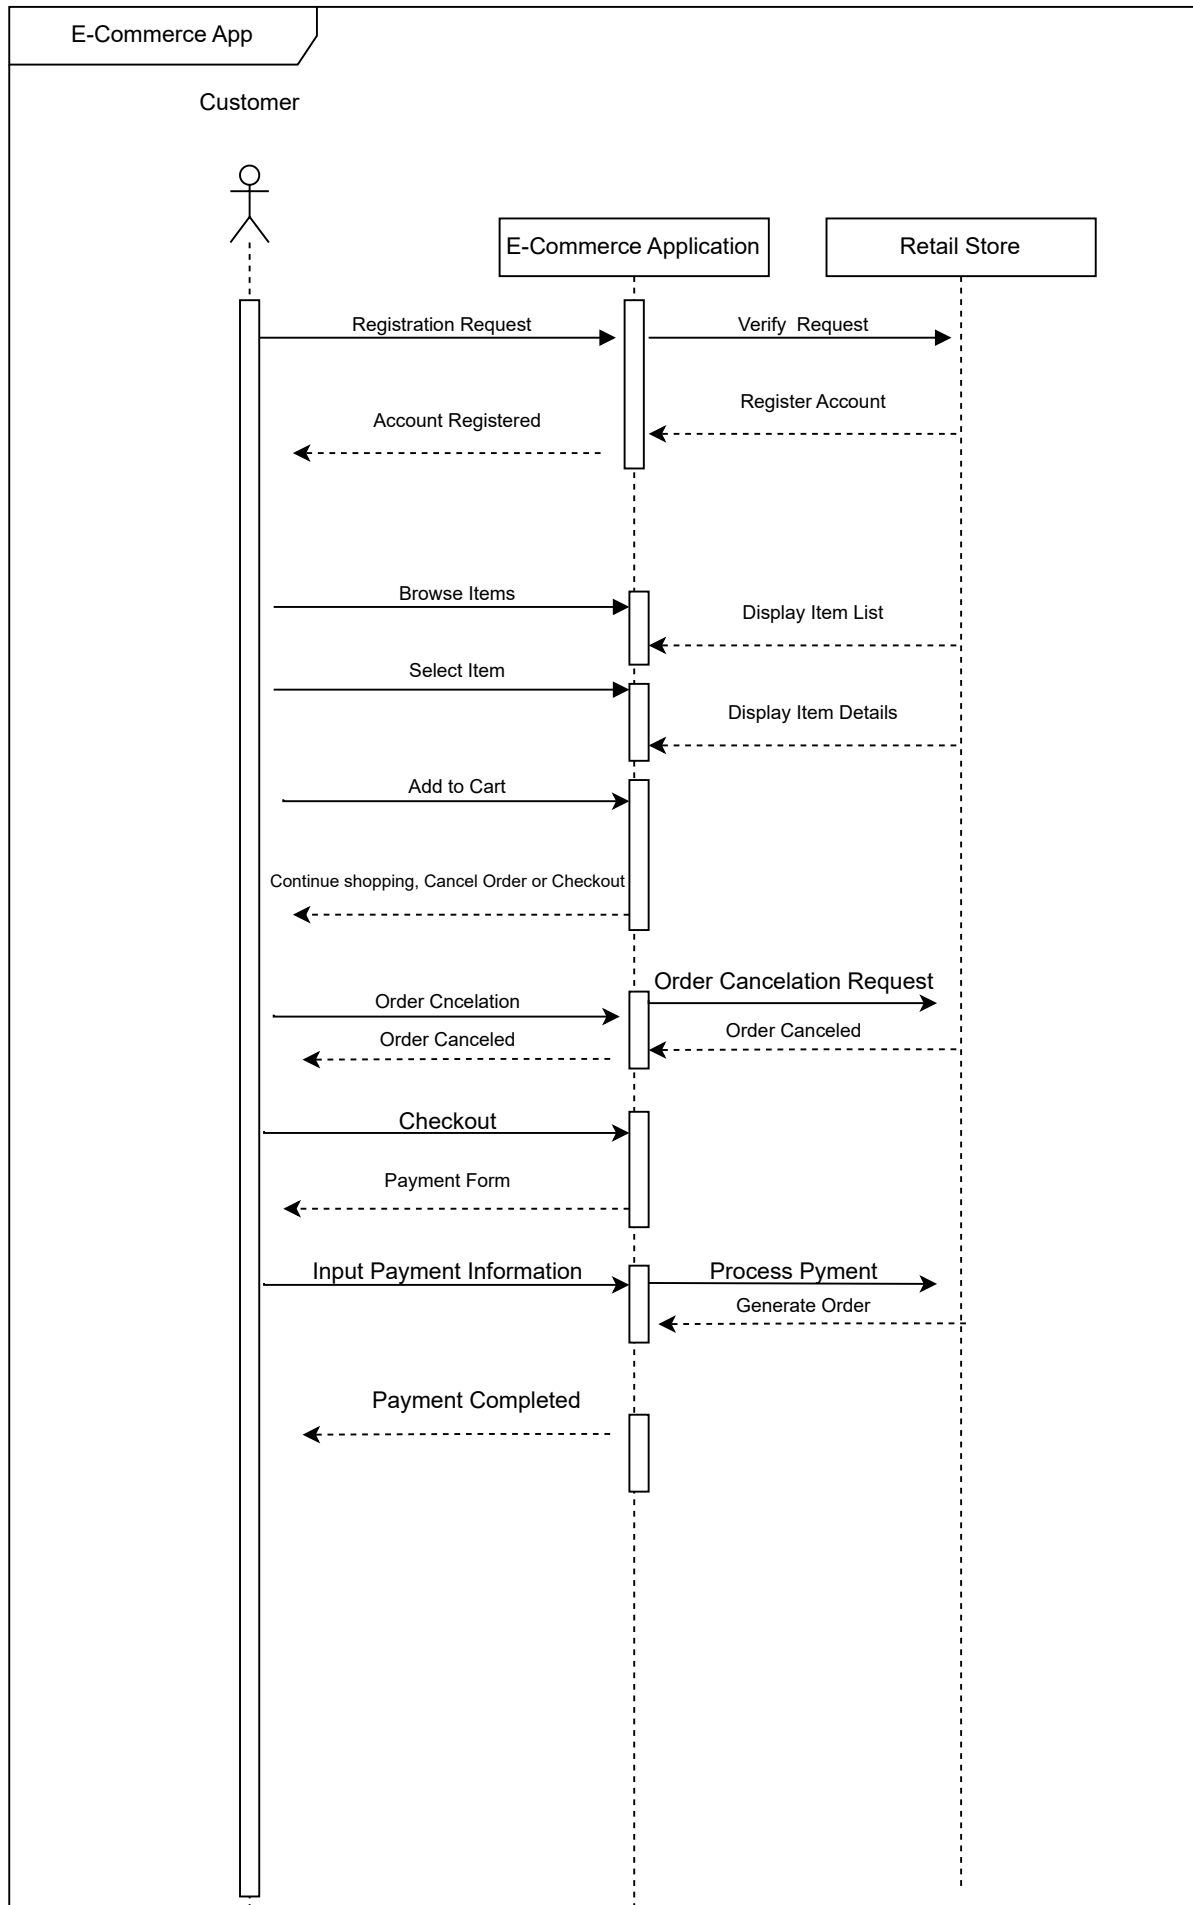 E-Commerce App
Customer
E-Commerce Application
Retail Store
Registration Request
Verify  Request
Register Account
Account Registered
Browse Items
Display Item List
Select Item
Display Item Details
Add to Cart
Continue shopping, Cancel Order or Checkout
Order Cancelation Request
Order Cncelation
Order Canceled
Order Canceled
Checkout
Payment Form
Input Payment Information
Process Pyment
Generate Order
Payment Completed